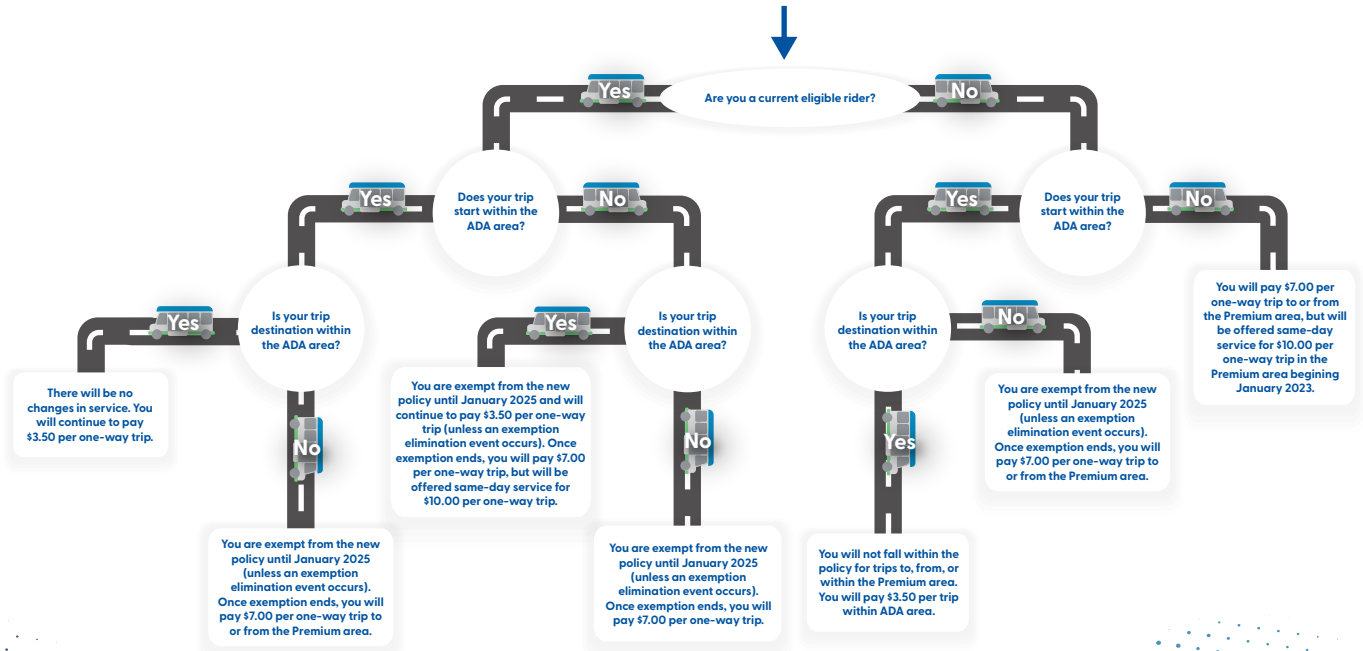 Yes
Are you a current eligible rider?
No
Yes
Does your trip
start within the
ADA area?
No
Yes
Does your trip
start within the
ADA area?
No
Yes
Is your trip
destination within
the ADA area?
Yes
Is your trip
destination within
the ADA area?
Is your trip
destination within
the ADA area?
No
You will pay $7.00 per
one-way trip to or from
the Premium area, but will
be offered same-day
service for $10.00 per
one-way trip in the
Premium area begining
January 2023.
There will be no
changes in service. You
will continue to pay
$3.50 per one-way trip.
No
You are exempt from the new
policy until January 2025 and will
continue to pay $3.50 per one-way
trip (unless an exemption
elimination event occurs). Once
exemption ends, you will pay $7.00
per one-way trip, but will be
offered same-day service for
$10.00 per one-way trip.
No
Yes
You are exempt from the new
policy until January 2025
(unless an exemption
elimination event occurs).
Once exemption ends, you will
pay $7.00 per one-way trip to
or from the Premium area.
You are exempt from the new
policy until January 2025
(unless an exemption
elimination event occurs).
Once exemption ends, you will
pay $7.00 per one-way trip to
or from the Premium area.
You are exempt from the new
policy until January 2025
(unless an exemption
elimination event occurs).
Once exemption ends, you will
pay $7.00 per one-way trip.
You will not fall within the
policy for trips to, from, or
within the Premium area.
You will pay $3.50 per trip
within ADA area.